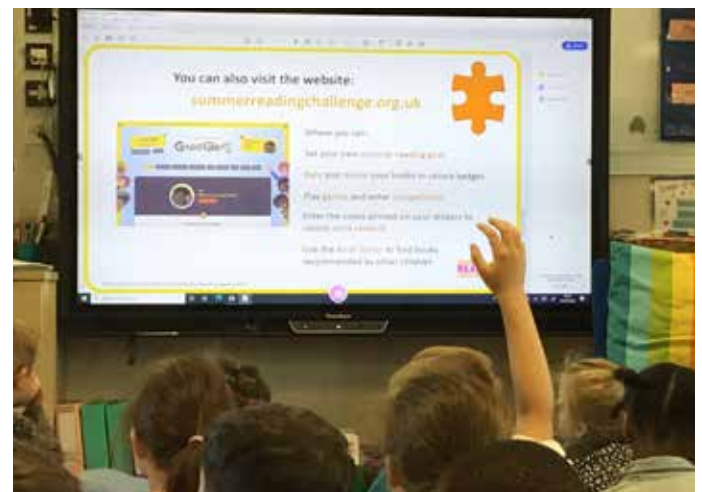 You can also visit the website:
summerreadingchallenge.org.uk
Where you can:
Set your own summer reading goal
Rate and review your books to unlock badges
Play games and enter competitions
Enter the codes printed on your stickers to
unlock extra rewards
Use the Book Sorter to find books
recommended by other children